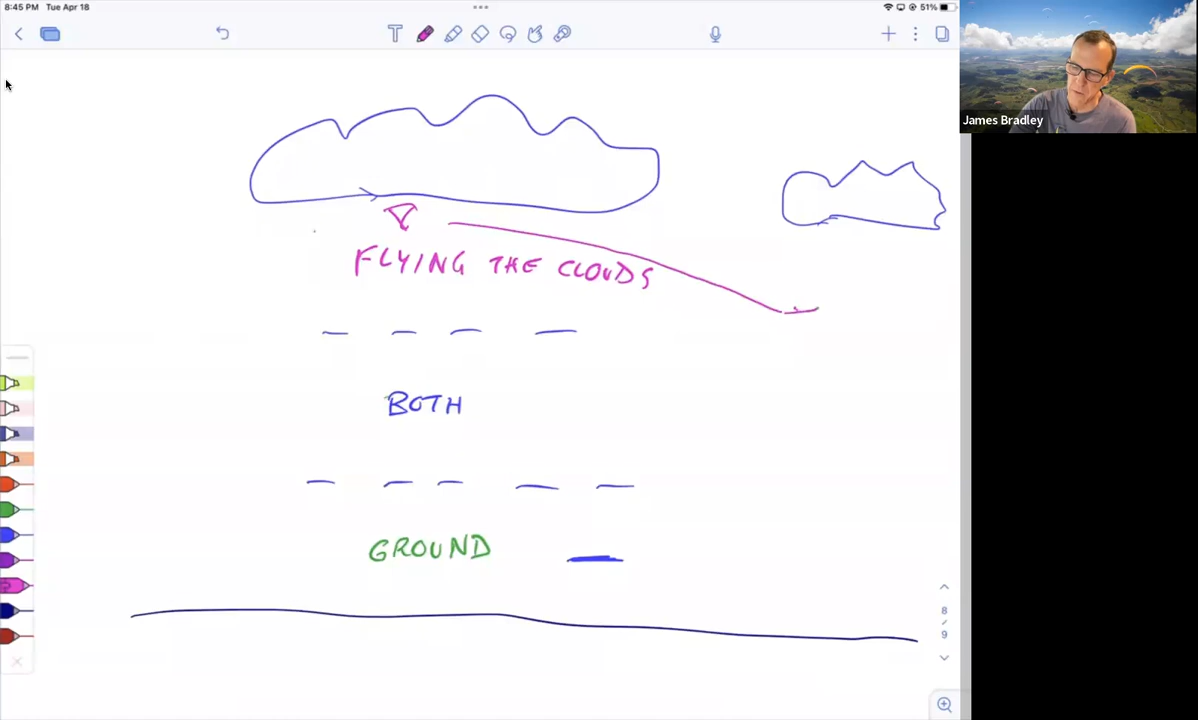 8:45 PM Tue Apr 18
51%
T
James Bradley
FLYING THE CLOUDS
BOTH
GROUND
8
/
9